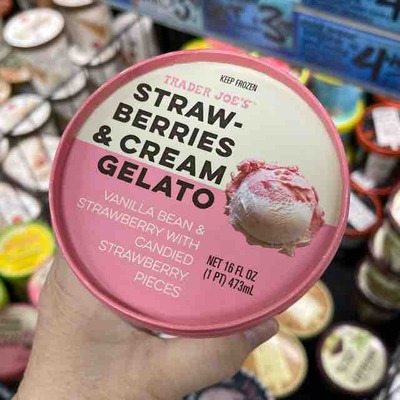 KEEP FROZEN
TRADER JOE'S
STRAW-
BERRIES
& CREAM
GELATO
VANILLA BEAN &
STRAWBERRY WITH
CANDIED
STRAWBERRY
PIECES
NET 16 FL OZ
(1 PT) 473mL